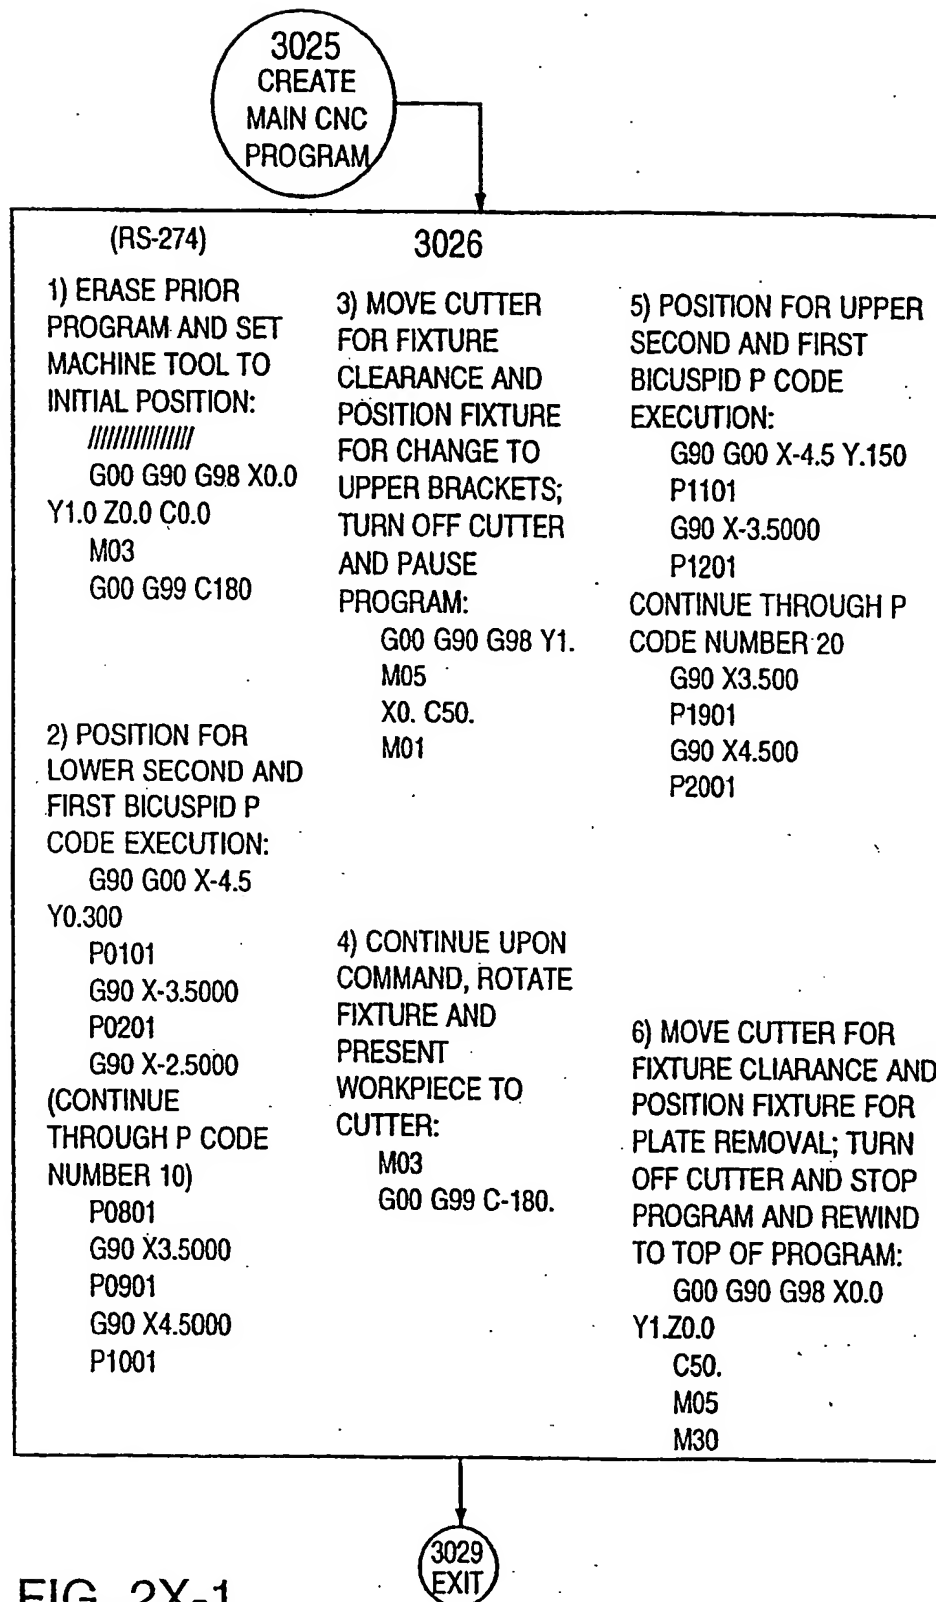 3025
CREATE
MAIN CNC
PROGRAM
(RS-274)
3026
1) ERASE PRIOR
PROGRAM AND SET
MACHINE TOOL TO
INITIAL POSITION:
////////////////
G00 G90 G98 X0.0
Y1.0 Z0.0 C0.0
M03
G00 G99 C180
2) POSITION FOR
LOWER SECOND AND
FIRST BICUSPID P
CODE EXECUTION:
G90 G00 X-4.5
Y0.300
P0101
G90 X-3.5000
P0201
G90 X-2.5000
(CONTINUE
THROUGH P CODE
NUMBER 10)
P0801
G90 X3.5000
P0901
G90 X4.5000
P1001
3) MOVE CUTTER
FOR FIXTURE
CLEARANCE AND
POSITION FIXTURE
FOR CHANGE TO
UPPER BRACKETS;
TURN OFF CUTTER
AND PAUSE
PROGRAM:
G00 G90 G98 Y1.
M05
X0. C50.
M01
4) CONTINUE UPON
COMMAND, ROTATE
FIXTURE AND
PRESENT
WORKPIECE TO
CUTTER:
M03
G00 G99 C-180.
5) POSITION FOR UPPER
SECOND AND FIRST
BICUSPID P CODE
EXECUTION:
G90 G00 X-4.5 Y.150
P1101
G90 X-3.5000
P1201
CONTINUE THROUGH P
CODE NUMBER 20
G90 X3.500
P1901
G90 X4.500
P2001
6) MOVE CUTTER FOR
FIXTURE CLIARANCE AND
POSITION FIXTURE FOR
PLATE REMOVAL; TURN
OFF CUTTER AND STOP
PROGRAM AND REWIND
TO TOP OF PROGRAM:
G00 G90 G98 X0.0
Y1.Z0.0
C50.
M05
M30
3029
EXIT
FIG. 2X-1